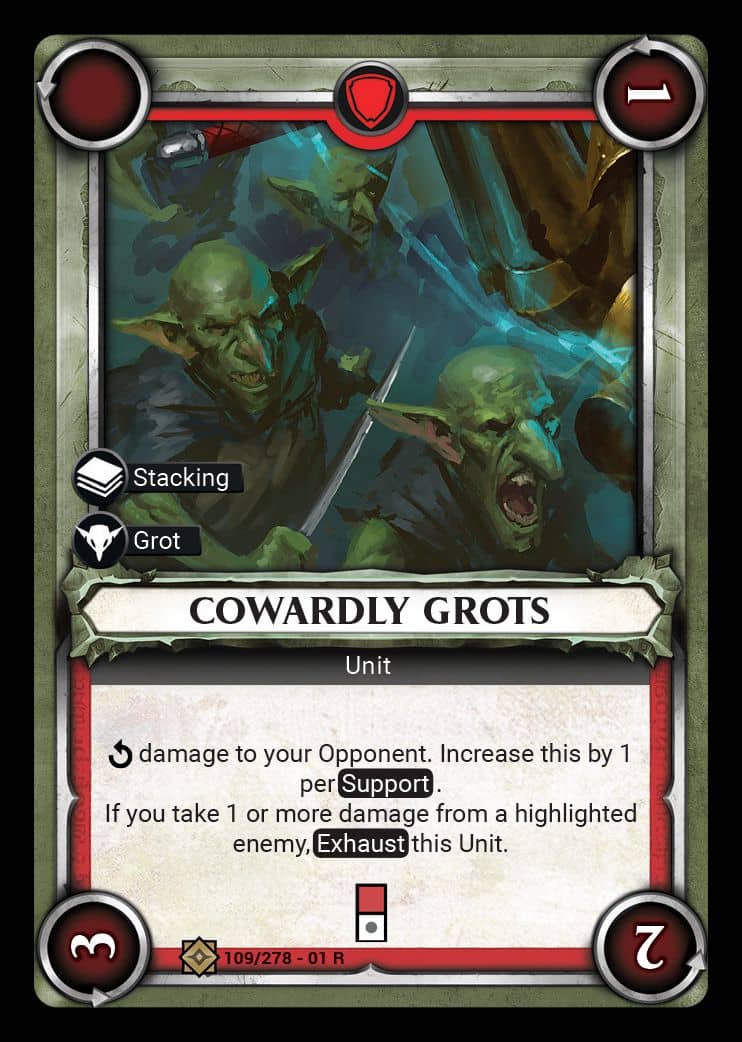 1
Stacking
Grot
COWARDLY GROTS
Unit
damage to your Opponent. Increase this by 1
per Support.
If you take 1 or more damage from a highlighted
enemy, Exhaust this Unit.
3
2
109/278 - 01 R